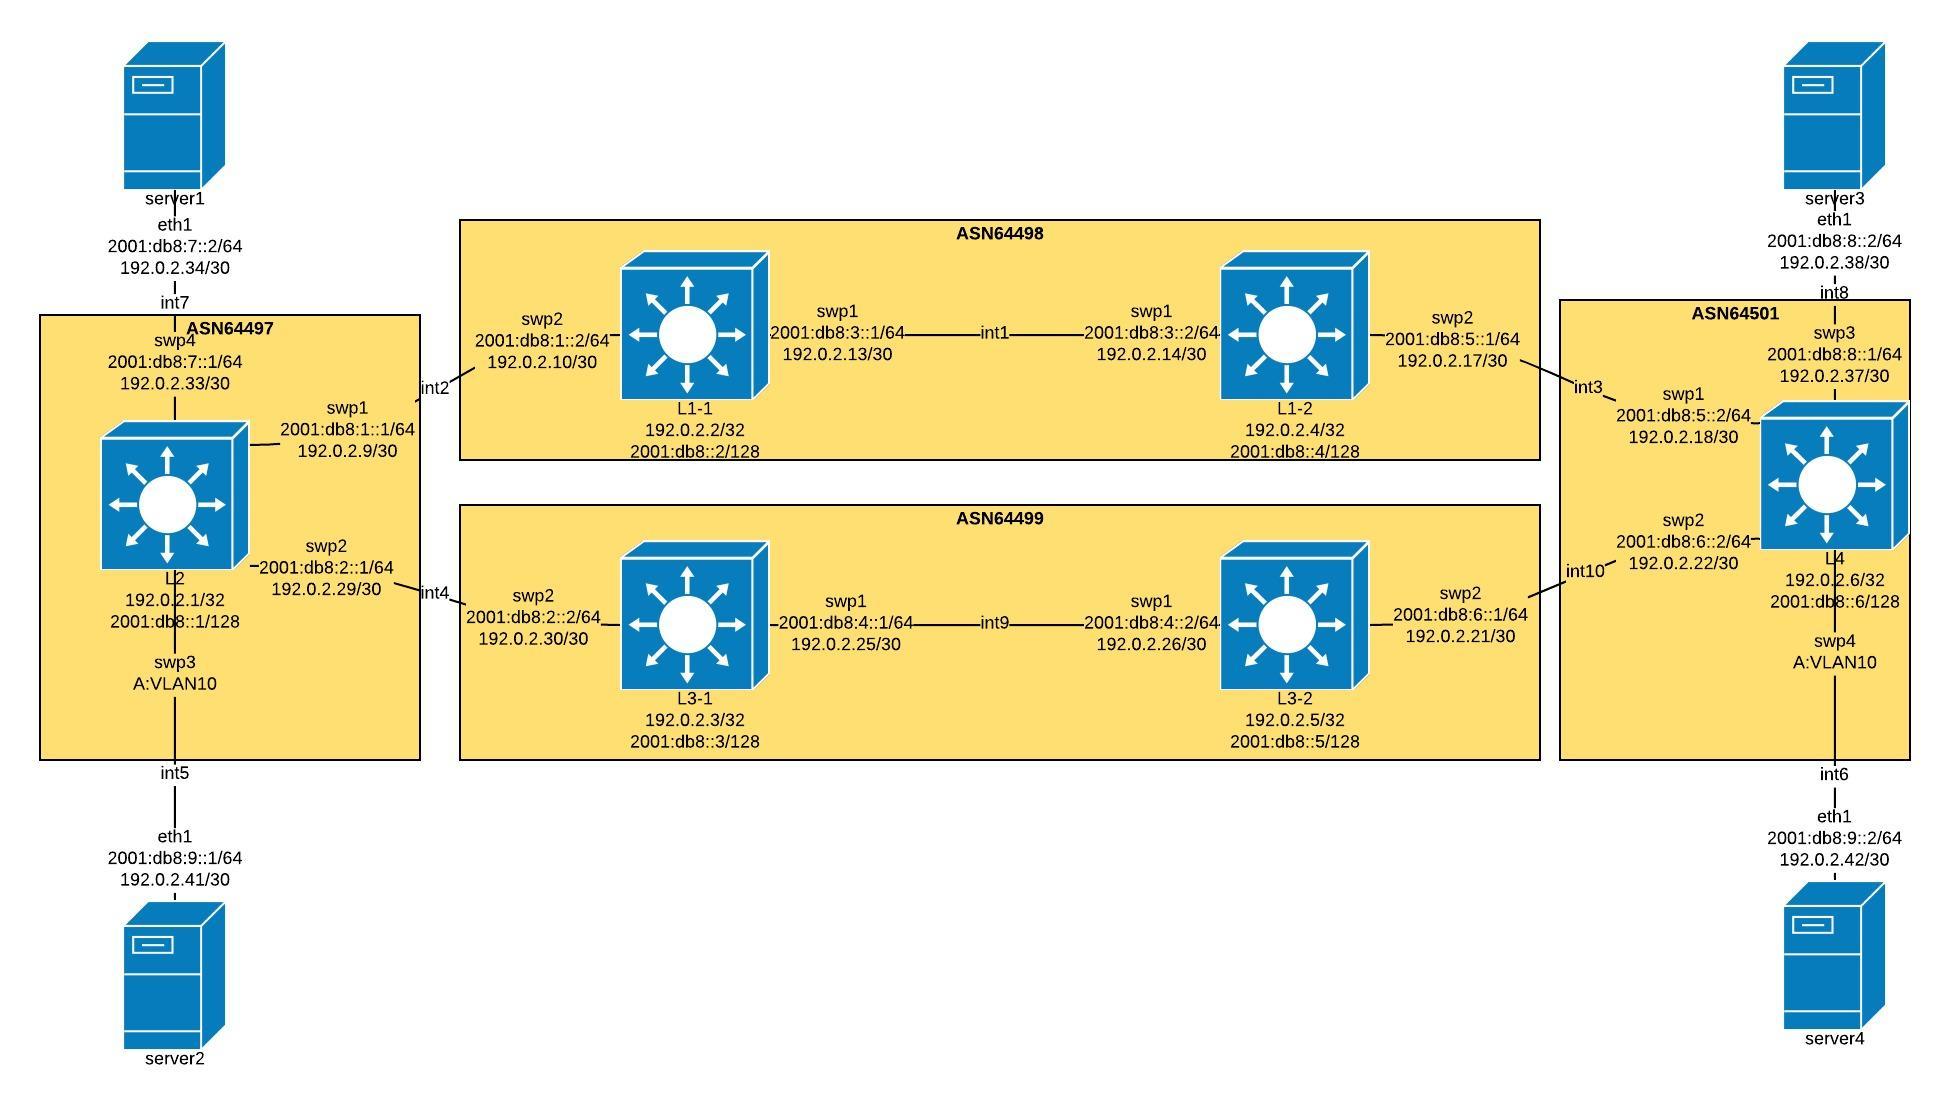 server1
eth1
2001:db8:7::2/64
192.0.2.34/30
int7
ASN64497
swp4
2001:db8:7::1/64
192.0.2.33/30
swp1
2001:db8:1::1/64
192.0.2.9/30
L2
192.0.2.1/32
2001:db8::1/128
swp2
2001:db8:2::1/64
192.0.2.29/30
swp3
A:VLAN10
int5
eth1
2001:db8:9::1/64
192.0.2.41/30
server2
int2
int4
ASN64498
swp2
2001:db8:1::2/64
192.0.2.10/30
L1-1
192.0.2.2/32
2001:db8::2/128
swp1
2001:db8:3::1/64
192.0.2.13/30
int1
swp1
2001:db8:3::2/64
192.0.2.14/30
L1-2
192.0.2.4/32
2001:db8::4/128
swp2
2001:db8:5::1/64
192.0.2.17/30
ASN64499
swp2
2001:db8:2::2/64
192.0.2.30/30
L3-1
192.0.2.3/32
2001:db8::3/128
swp1
2001:db8:4::1/64
192.0.2.25/30
int9
swp1
2001:db8:4::2/64
192.0.2.26/30
L3-2
192.0.2.5/32
2001:db8::5/128
swp2
2001:db8:6::1/64
192.0.2.21/30
int3
int10
server3
eth1
2001:db8:8::2/64
192.0.2.38/30
int8
ASN64501
swp3
2001:db8:8::1/64
192.0.2.37/30
swp1
2001:db8:5::2/64
192.0.2.18/30
swp2
2001:db8:6::2/64
192.0.2.22/30
L4
192.0.2.6/32
2001:db8::6/128
swp4
A:VLAN10
int6
eth1
2001:db8:9::2/64
192.0.2.42/30
server4